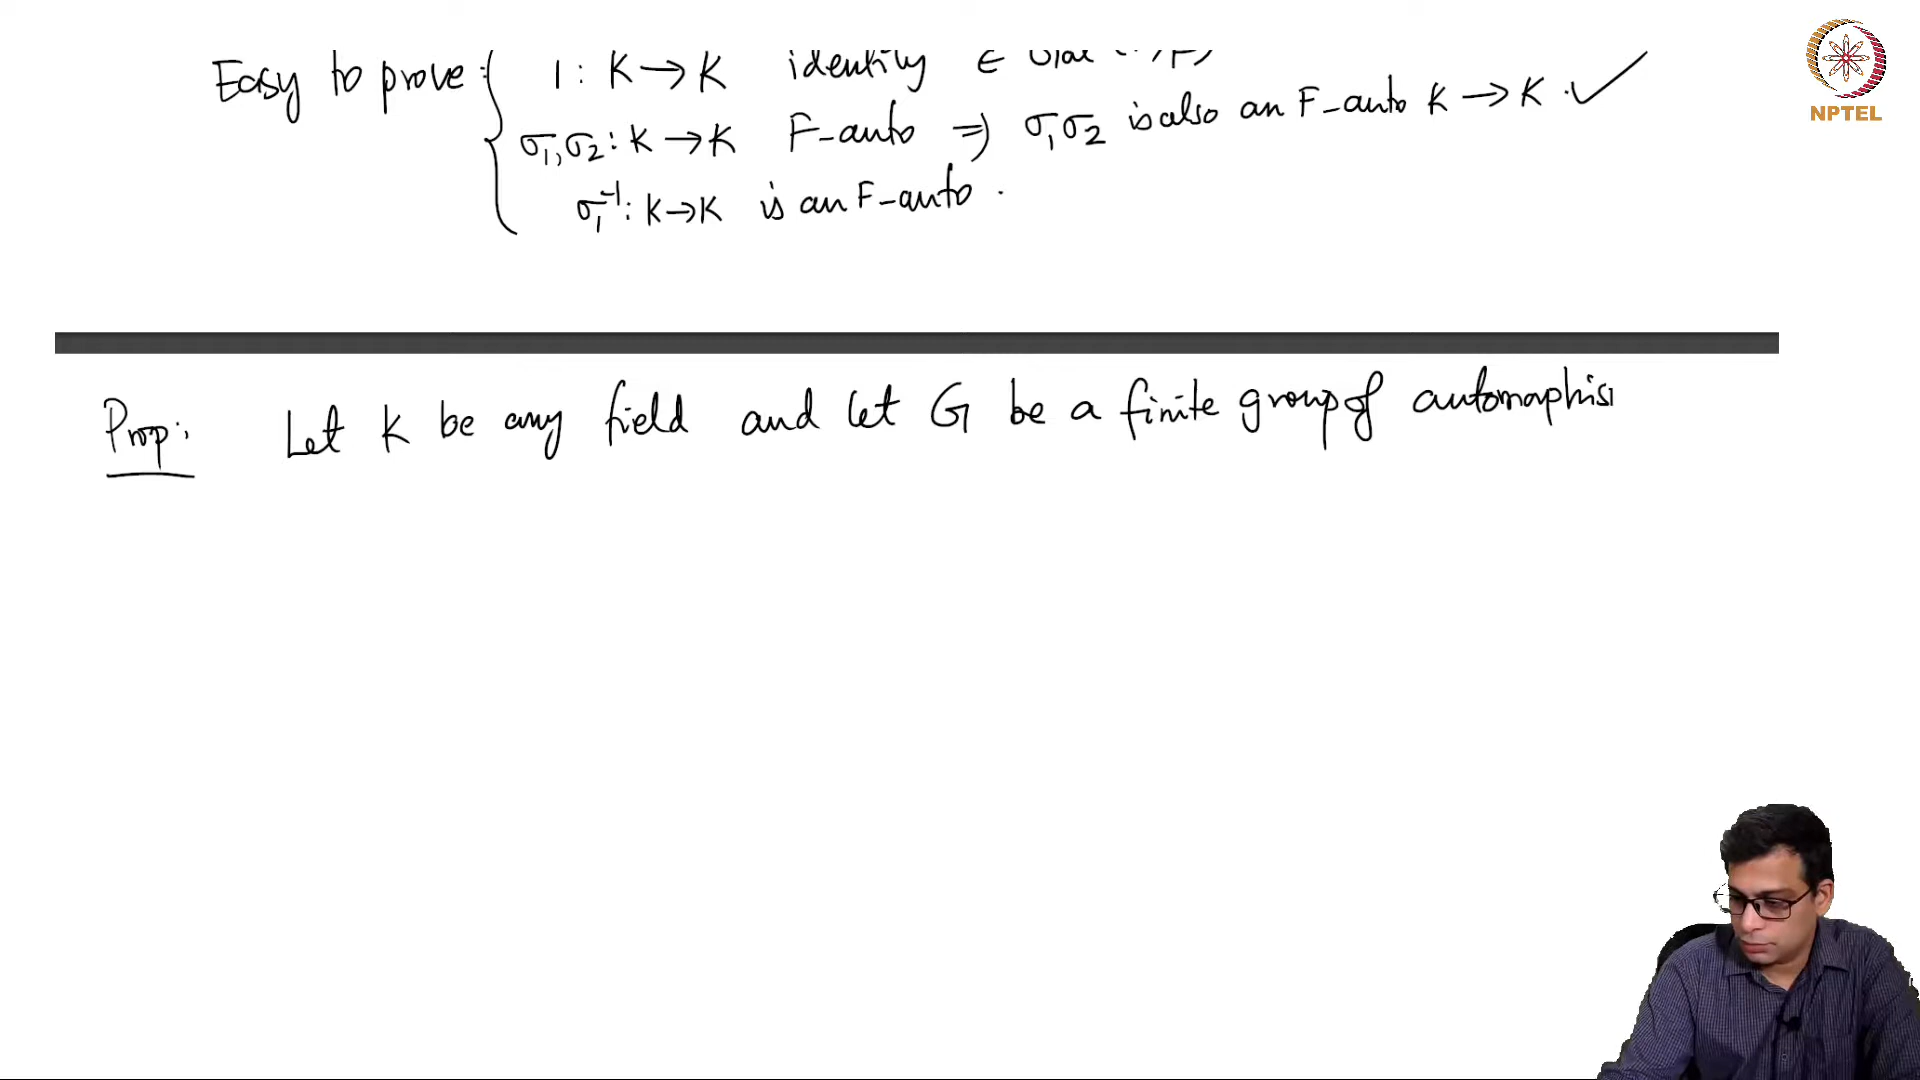 Easy to prove: 1 : K → K identity ∈
σ₁, σ₂ : K → K F-auto ⇒ σ₁σ₂ is also an F-auto K → K. ✓
σ₁⁻¹ : K → K is an F-auto.
NPTEL
Prop: Let K be any field and let G be a finite group of automorphis